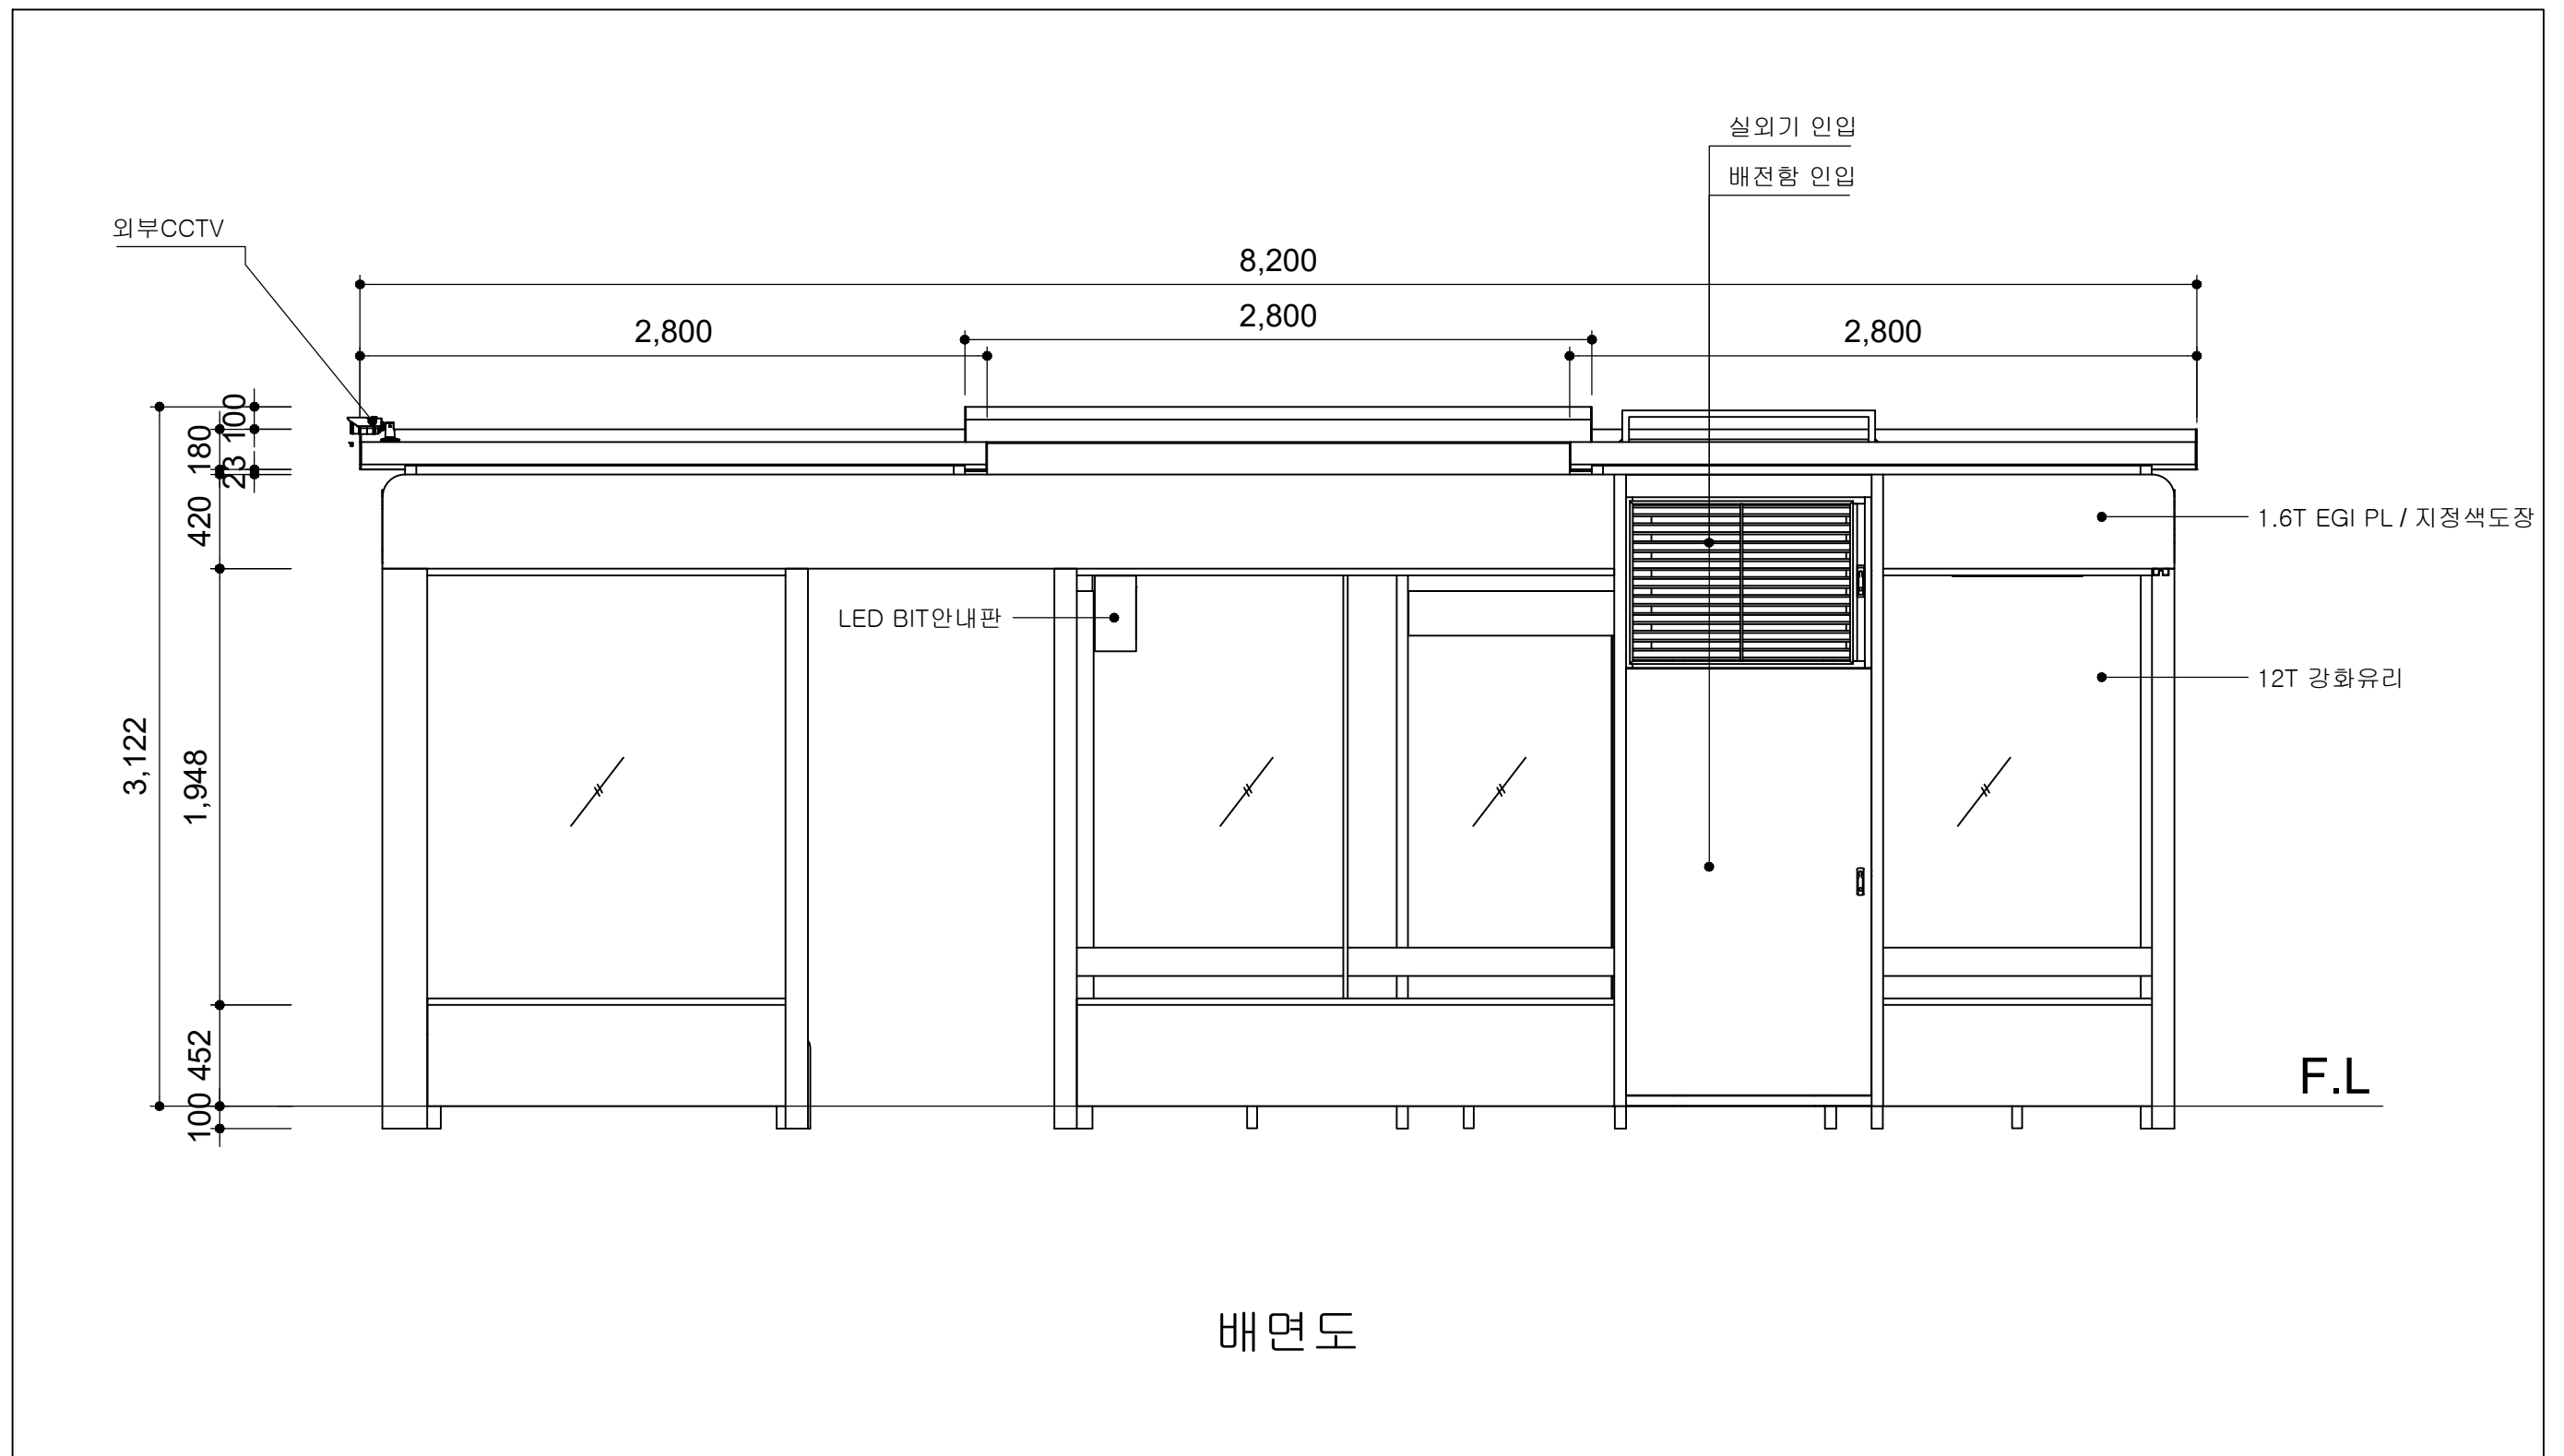 실외기 인입
배전함 인입
외부CCTV
8,200
2,800
2,800
2,800
100
180
23
420
1.6T EGI PL / 지정색도장
LED BIT안내판
12T 강화유리
3,122
1,948
452
100
F.L
배면도